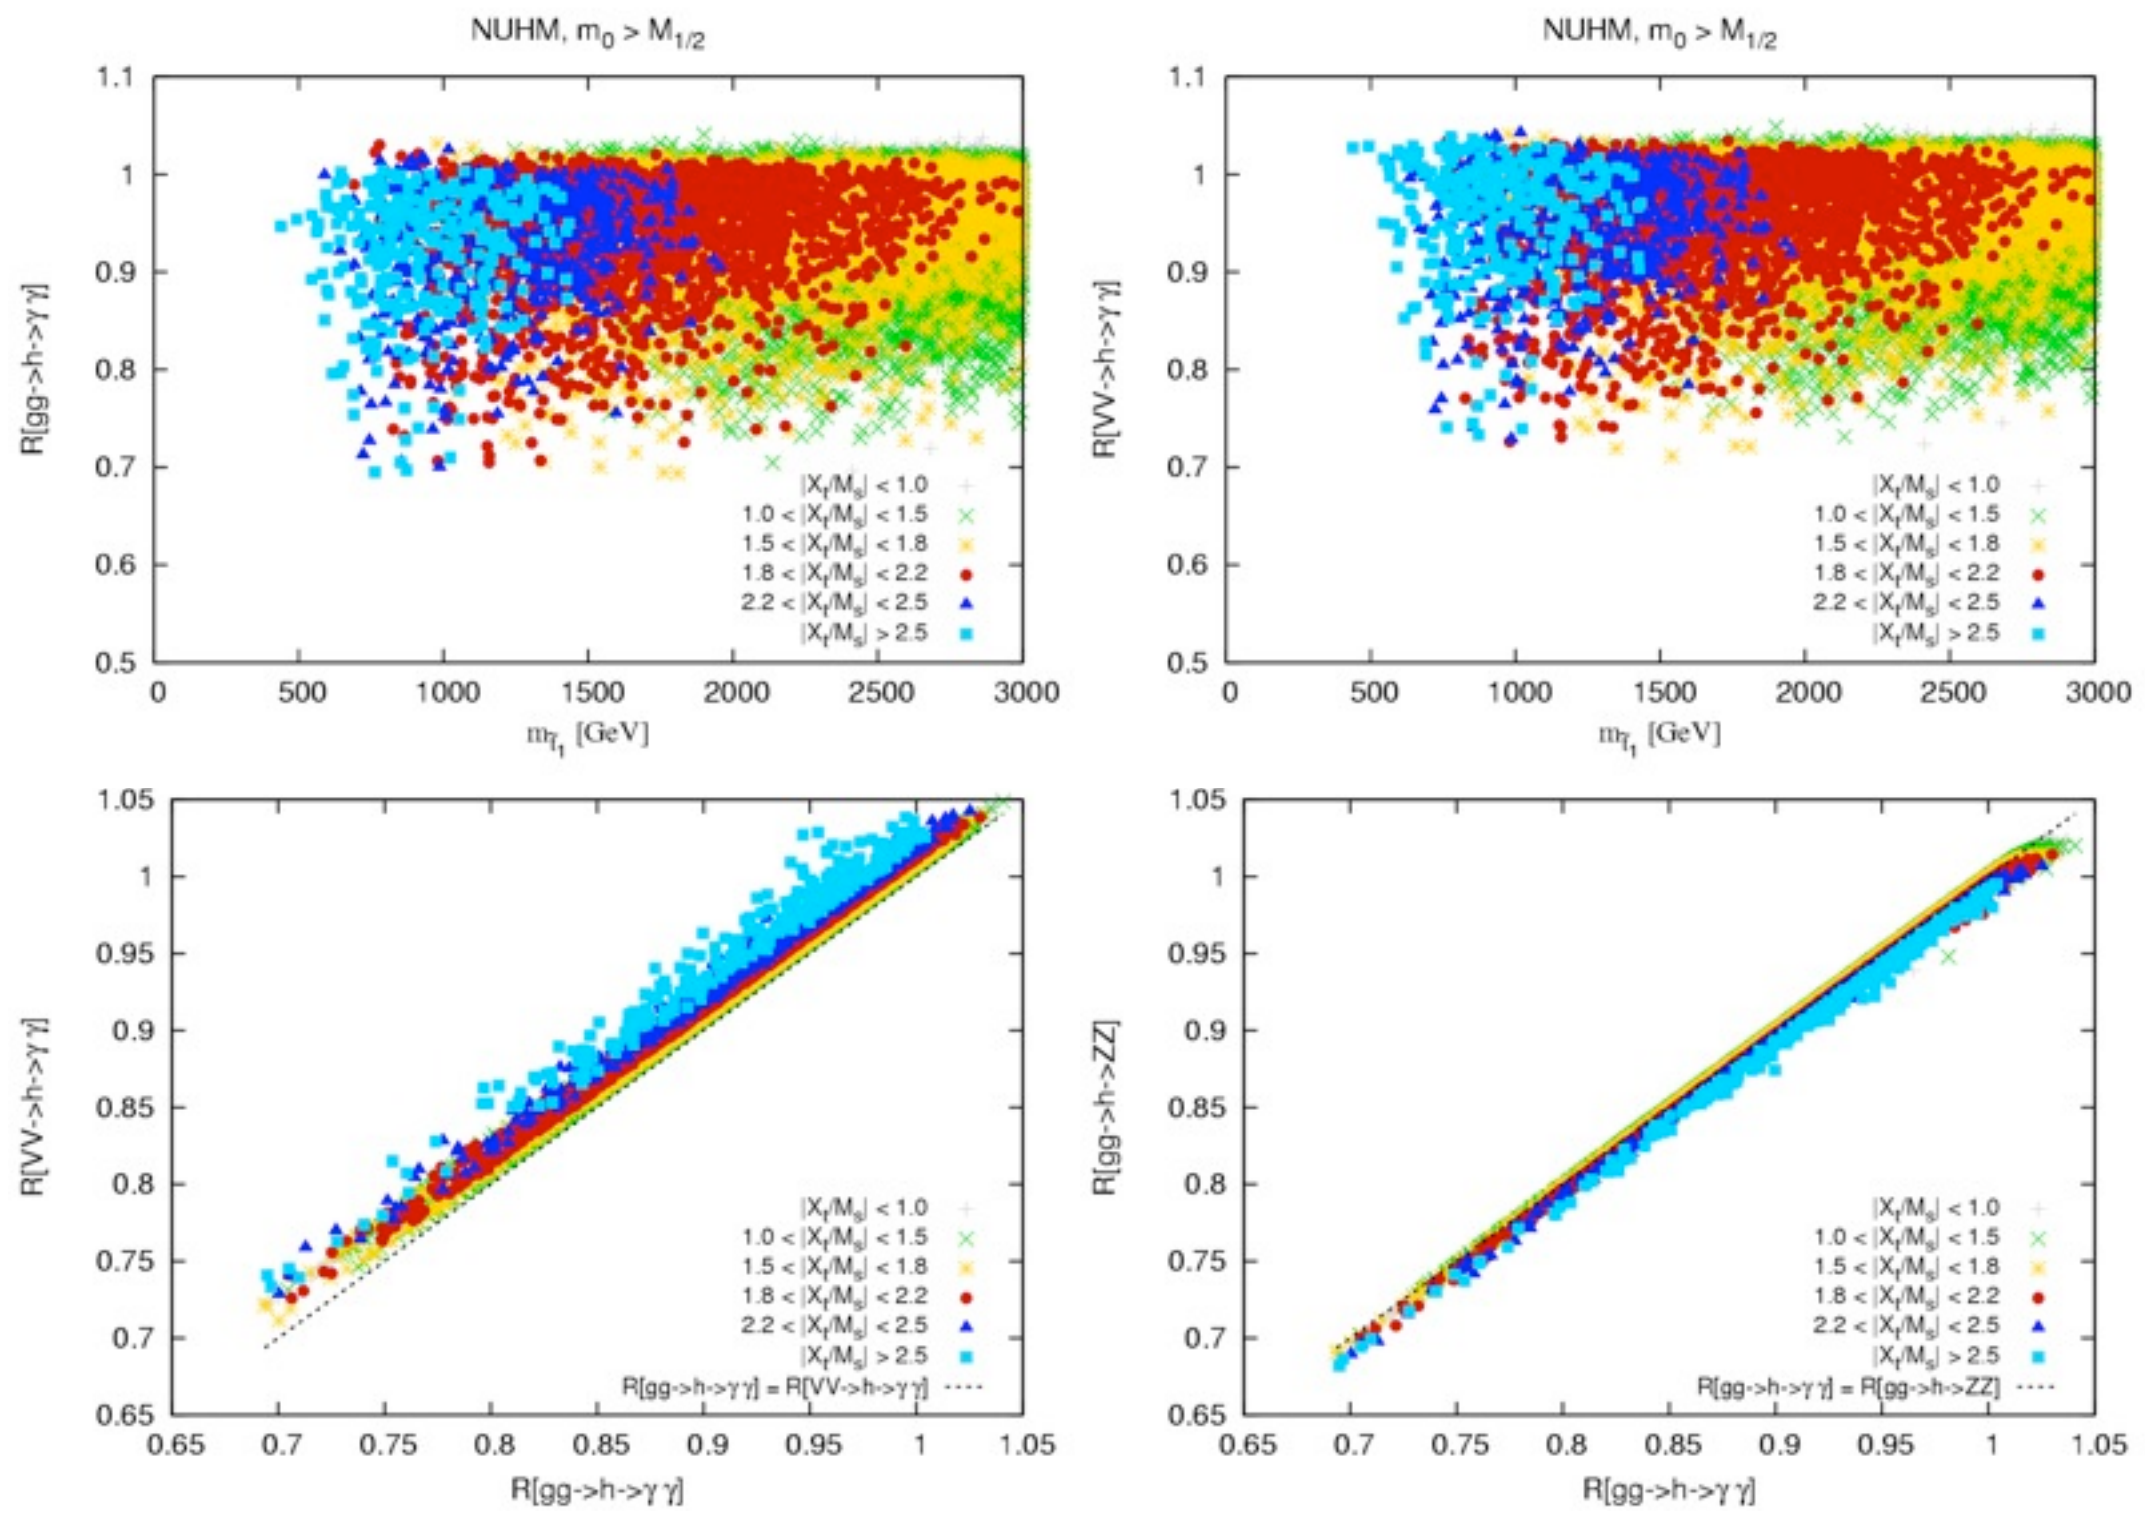 NUHM, m₀ > M₁/₂
1.1
1
0.9
0.8
0.7
0.6
0.5
R[gg->h->γ γ]
|Xₜ/Mₛ| < 1.0
1.0 < |Xₜ/Mₛ| < 1.5
1.5 < |Xₜ/Mₛ| < 1.8
1.8 < |Xₜ/Mₛ| < 2.2
2.2 < |Xₜ/Mₛ| < 2.5
|Xₜ/Mₛ| > 2.5
0 500 1000 1500 2000 2500 3000
m_t̃₁ [GeV]
NUHM, m₀ > M₁/₂
1.1
1
0.9
0.8
0.7
0.6
0.5
R[VV->h->γ γ]
|Xₜ/Mₛ| < 1.0
1.0 < |Xₜ/Mₛ| < 1.5
1.5 < |Xₜ/Mₛ| < 1.8
1.8 < |Xₜ/Mₛ| < 2.2
2.2 < |Xₜ/Mₛ| < 2.5
|Xₜ/Mₛ| > 2.5
0 500 1000 1500 2000 2500 3000
m_t̃₁ [GeV]
1.05
1
0.95
0.9
0.85
0.8
0.75
0.7
0.65
R[VV->h->γ γ]
|Xₜ/Mₛ| < 1.0
1.0 < |Xₜ/Mₛ| < 1.5
1.5 < |Xₜ/Mₛ| < 1.8
1.8 < |Xₜ/Mₛ| < 2.2
2.2 < |Xₜ/Mₛ| < 2.5
|Xₜ/Mₛ| > 2.5
R[gg->h->γ γ] = R[VV->h->γ γ]
0.65 0.7 0.75 0.8 0.85 0.9 0.95 1 1.05
R[gg->h->γ γ]
1.05
1
0.95
0.9
0.85
0.8
0.75
0.7
0.65
R[gg->h->ZZ]
|Xₜ/Mₛ| < 1.0
1.0 < |Xₜ/Mₛ| < 1.5
1.5 < |Xₜ/Mₛ| < 1.8
1.8 < |Xₜ/Mₛ| < 2.2
2.2 < |Xₜ/Mₛ| < 2.5
|Xₜ/Mₛ| > 2.5
R[gg->h->γ γ] = R[gg->h->ZZ]
0.65 0.7 0.75 0.8 0.85 0.9 0.95 1 1.05
R[gg->h->γ γ]